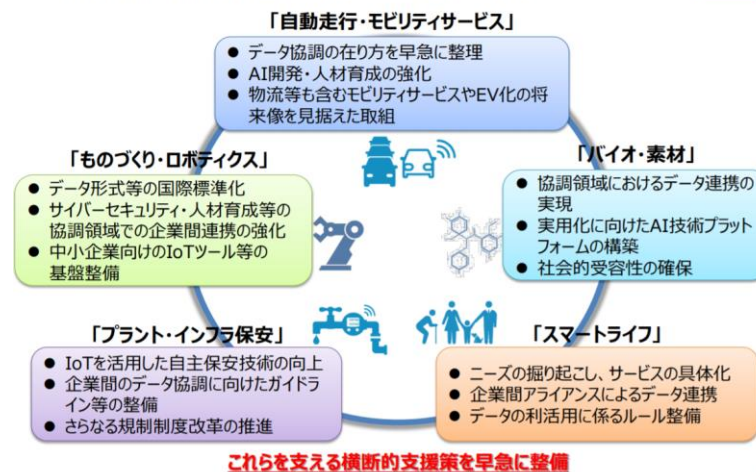 「自動走行・モビリティサービス」
● データ協調の在り方を早急に整理
● AI開発・人材育成の強化
● 物流等も含むモビリティサービスやEV化の将
来像を見据えた取組
「ものづくり・ロボティクス」
● データ形式等の国際標準化
● サイバーセキュリティ・人材育成等の
協調領域での企業間連携の強化
● 中小企業向けのIoTツール等の
基盤整備
「バイオ・素材」
● 協調領域におけるデータ連携の
実現
● 実用化に向けたAI技術プラット
フォームの構築
● 社会的受容性の確保
「プラント・インフラ保安」
● IoTを活用した自主保安技術の向上
● 企業間のデータ協調に向けたガイドラ
イン等の整備
● さらなる規制制度改革の推進
「スマートライフ」
● ニーズの掘り起こし、サービスの具体化
● 企業間アライアンスによるデータ連携
● データの利活用に係るルール整備
これらを支える横断的支援策を早急に整備